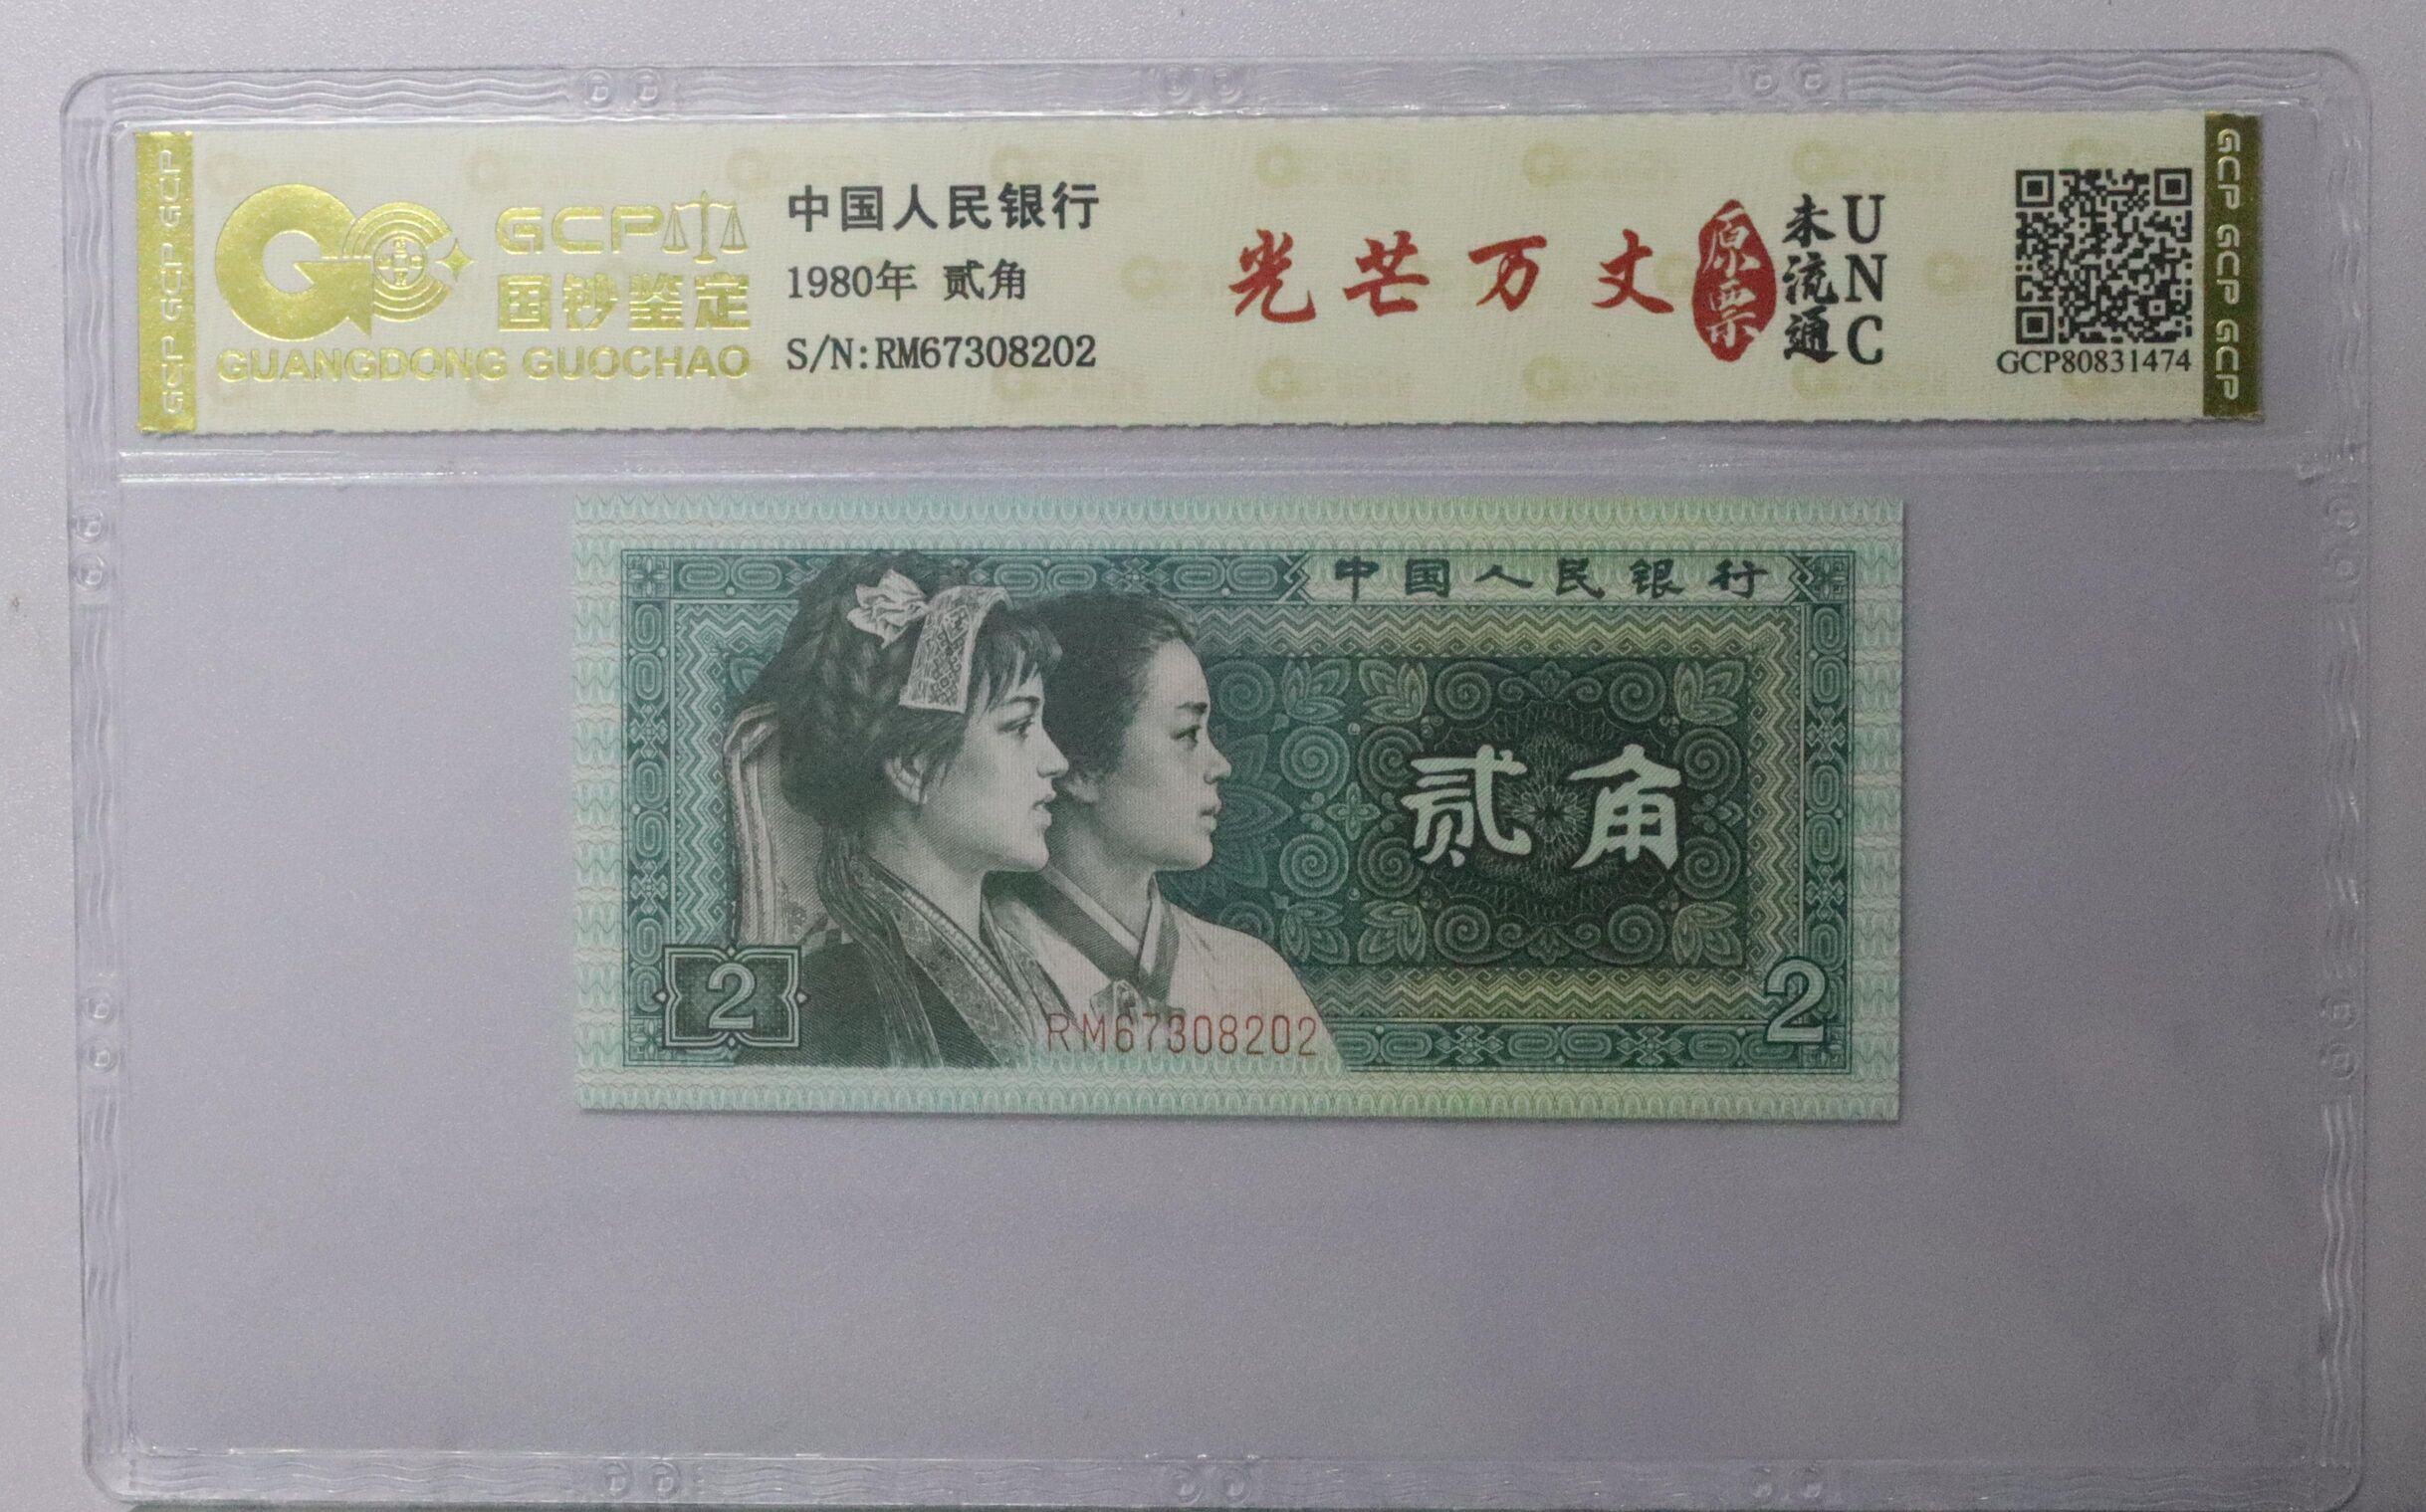 GCP GCP GCP
GCP
国钞鉴定
GUANGDONG GUOCHAO
中国人民银行
1980年 贰角
S/N:RM67308202
光芒万丈
原票
未流通
UNC
GCP80831474
GCP GCP GCP
中国人民银行
贰角
2
RM67308202
2